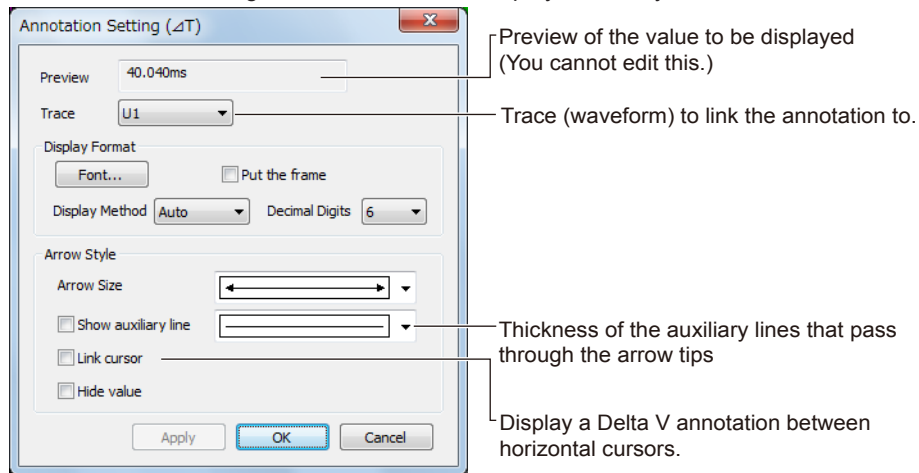 Annotation Setting (⊿T)
Preview of the value to be displayed
(You cannot edit this.)
Preview 40.040ms
Trace U1
Trace (waveform) to link the annotation to.
Display Format
Font... Put the frame
Display Method Auto Decimal Digits 6
Arrow Style
Arrow Size
Show auxiliary line
Thickness of the auxiliary lines that pass
through the arrow tips
Link cursor
Hide value
Display a Delta V annotation between
horizontal cursors.
Apply OK Cancel